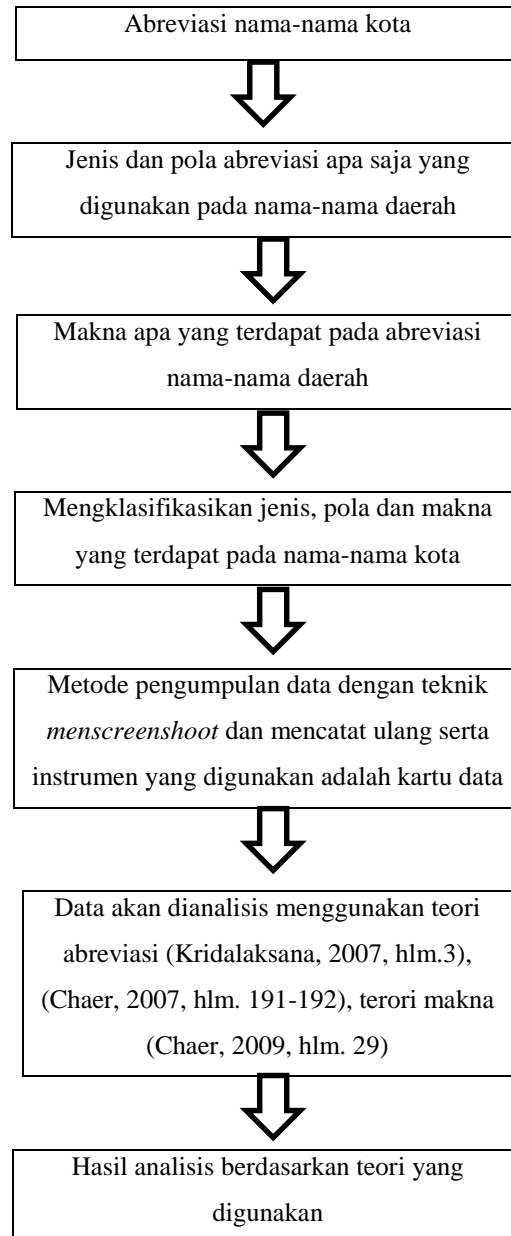 Abreviasi nama-nama kota
Jenis dan pola abreviasi apa saja yang
digunakan pada nama-nama daerah
Makna apa yang terdapat pada abreviasi
nama-nama daerah
Mengklasifikasikan jenis, pola dan makna
yang terdapat pada nama-nama kota
Metode pengumpulan data dengan teknik
menscreenshoot dan mencatat ulang serta
instrumen yang digunakan adalah kartu data
Data akan dianalisis menggunakan teori
abreviasi (Kridalaksana, 2007, hlm.3),
(Chaer, 2007, hlm. 191-192), terori makna
(Chaer, 2009, hlm. 29)
Hasil analisis berdasarkan teori yang
digunakan